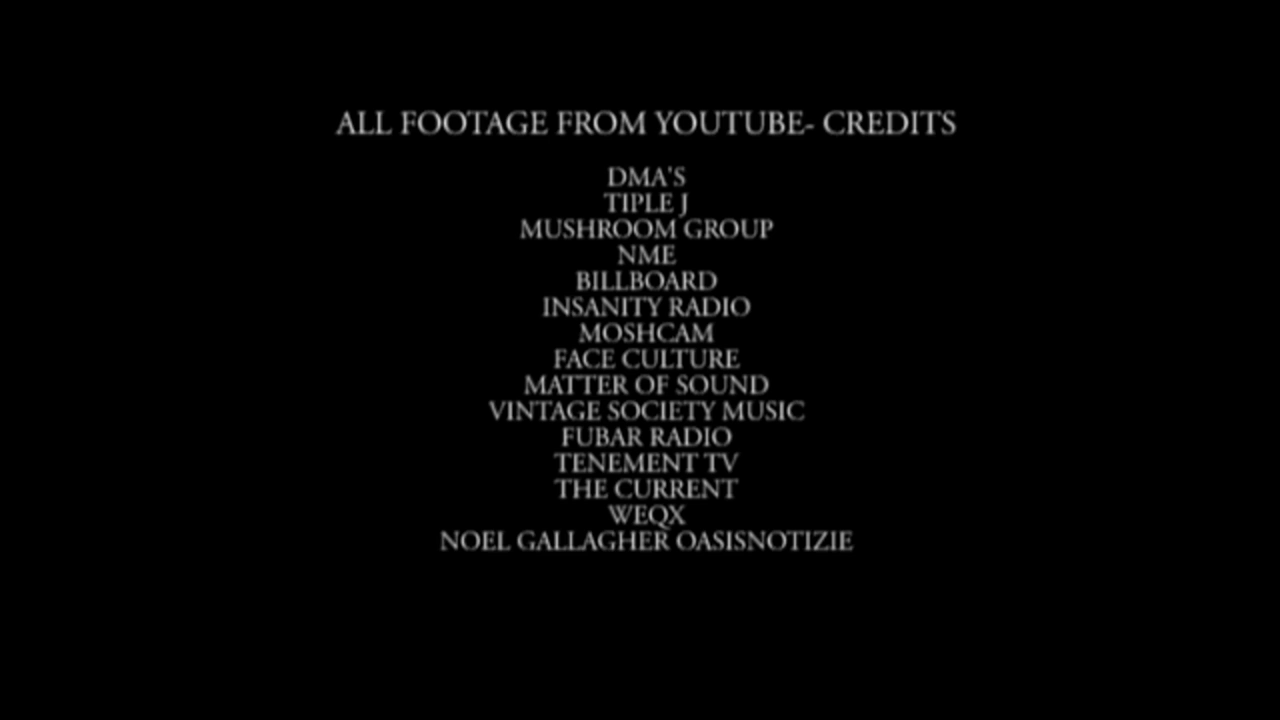 ALL FOOTAGE FROM YOUTUBE- CREDITS
DMA'S
TIPLE J
MUSHROOM GROUP
NME
BILLBOARD
INSANITY RADIO
MOSHCAM
FACE CULTURE
MATTER OF SOUND
VINTAGE SOCIETY MUSIC
FUBAR RADIO
TENEMENT TV
THE CURRENT
WEQX
NOEL GALLAGHER OASISNOTIZIE